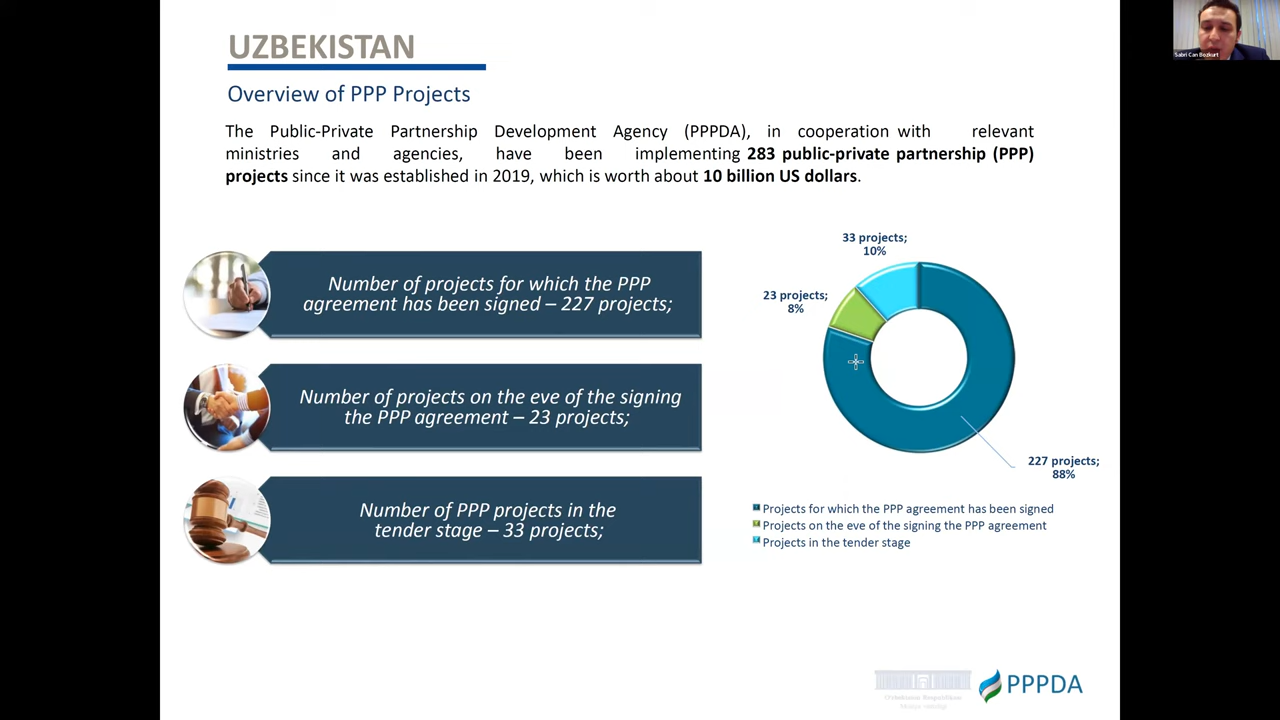 UZBEKISTAN
Overview of PPP Projects
The Public-Private Partnership Development Agency (PPPDA), in cooperation with relevant
ministries and agencies, have been implementing 283 public-private partnership (PPP)
projects since it was established in 2019, which is worth about 10 billion US dollars.
Number of projects for which the PPP
agreement has been signed – 227 projects;
Number of projects on the eve of the signing
the PPP agreement – 23 projects;
Number of PPP projects in the
tender stage – 33 projects;
33 projects;
10%
23 projects;
8%
227 projects;
88%
Projects for which the PPP agreement has been signed
Projects on the eve of the signing the PPP agreement
Projects in the tender stage
PPPDA
Sabri Can Bozkurt